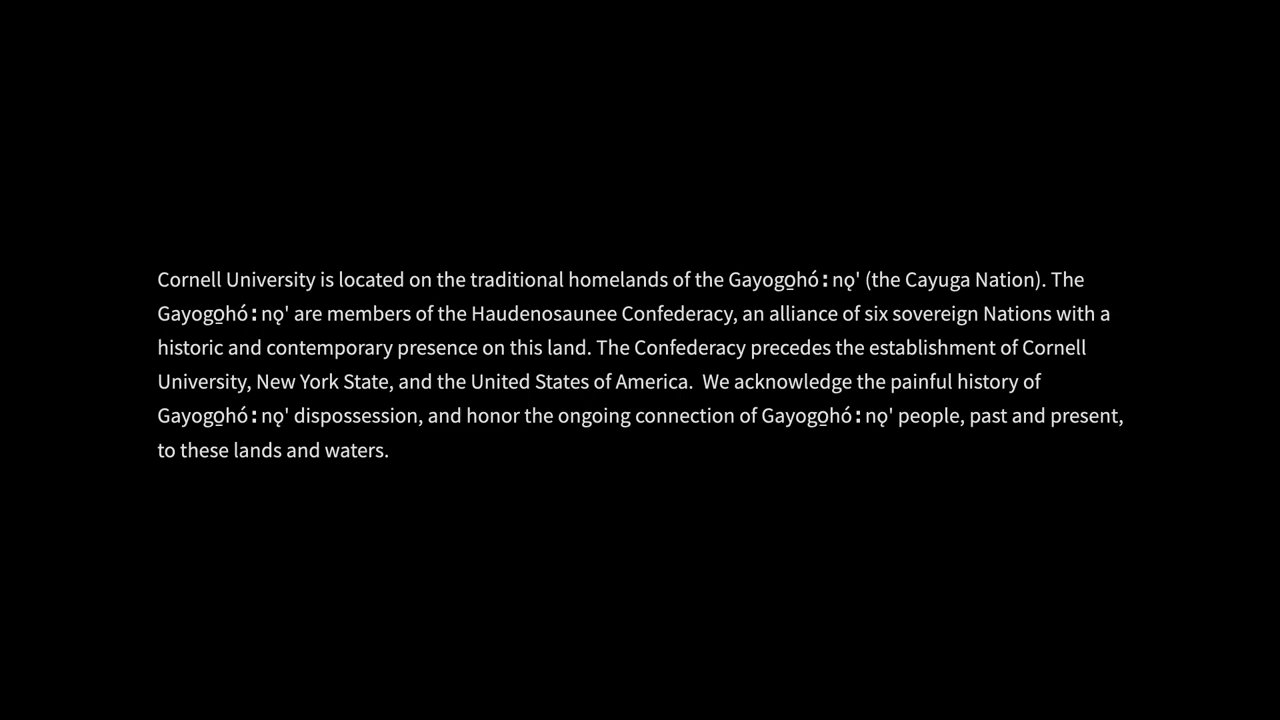 Cornell University is located on the traditional homelands of the Gayogo̱hó꞉nǫ' (the Cayuga Nation). The
Gayogo̱hó꞉nǫ' are members of the Haudenosaunee Confederacy, an alliance of six sovereign Nations with a
historic and contemporary presence on this land. The Confederacy precedes the establishment of Cornell
University, New York State, and the United States of America.  We acknowledge the painful history of
Gayogo̱hó꞉nǫ' dispossession, and honor the ongoing connection of Gayogo̱hó꞉nǫ' people, past and present,
to these lands and waters.